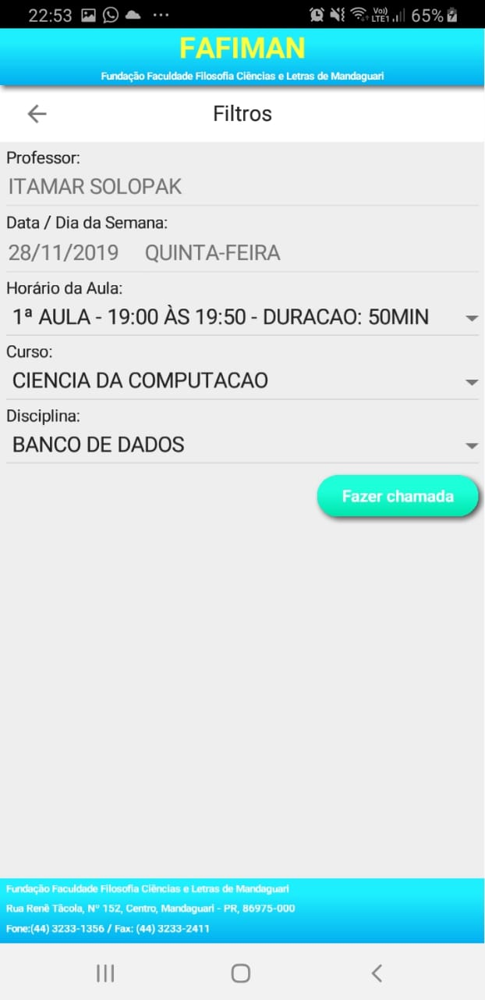 22:53 65%
FAFIMAN
Fundação Faculdade Filosofia Ciências e Letras de Mandaguari
Filtros
Professor:
ITAMAR SOLOPAK
Data / Dia da Semana:
28/11/2019 QUINTA-FEIRA
Horário da Aula:
1ª AULA - 19:00 ÀS 19:50 - DURACAO: 50MIN
Curso:
CIENCIA DA COMPUTACAO
Disciplina:
BANCO DE DADOS
Fazer chamada
Fundação Faculdade Filosofia Ciências e Letras de Mandaguari
Rua Renê Tãcola, Nº 152, Centro, Mandaguari - PR, 86975-000
Fone:(44) 3233-1356 / Fax: (44) 3233-2411